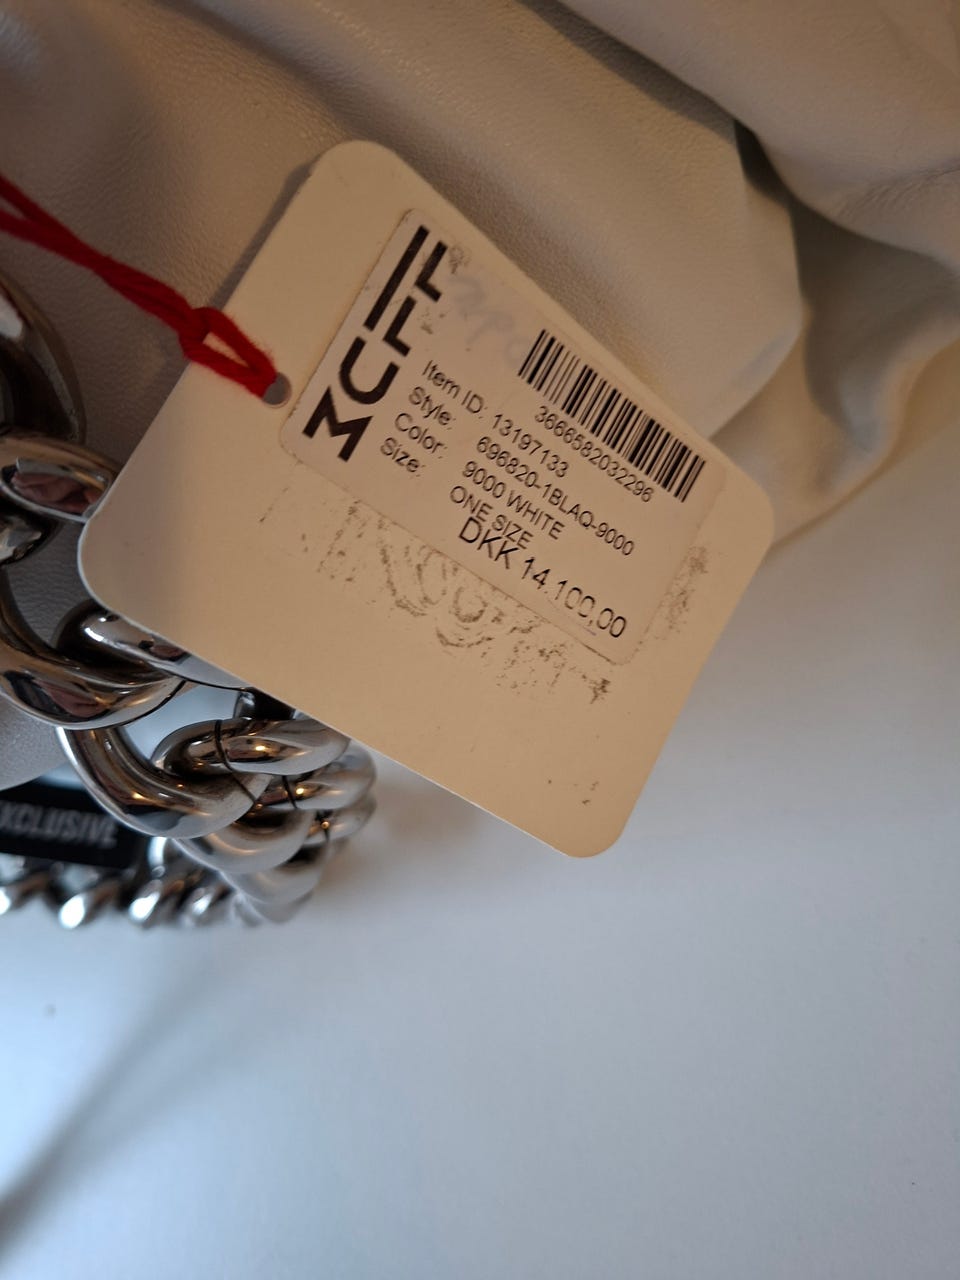 ILLUM
3666582032296
Item ID: 13197133
Style: 696820-1BLAQ-9000
Color: 9000 WHITE
Size: ONE SIZE
DKK 14.100,00
XCLUSIVE